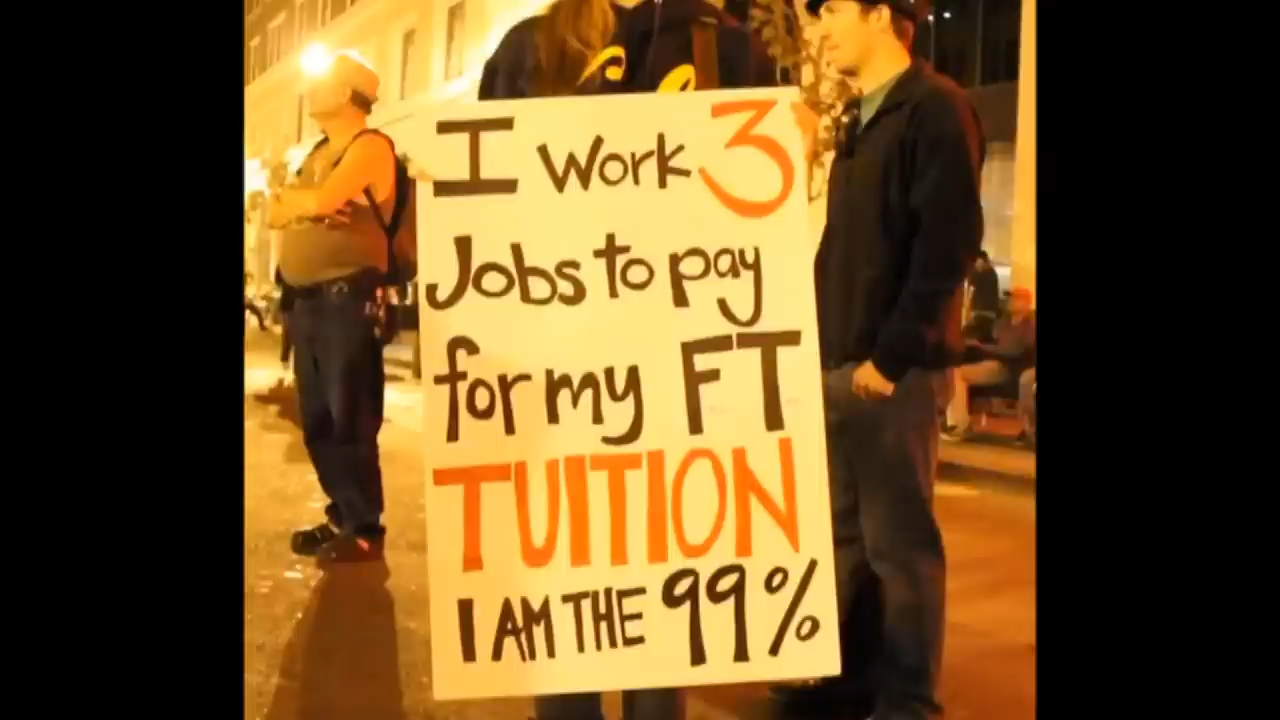 I Work 3
Jobs to pay
for my FT
TUITION
I AM THE 99%